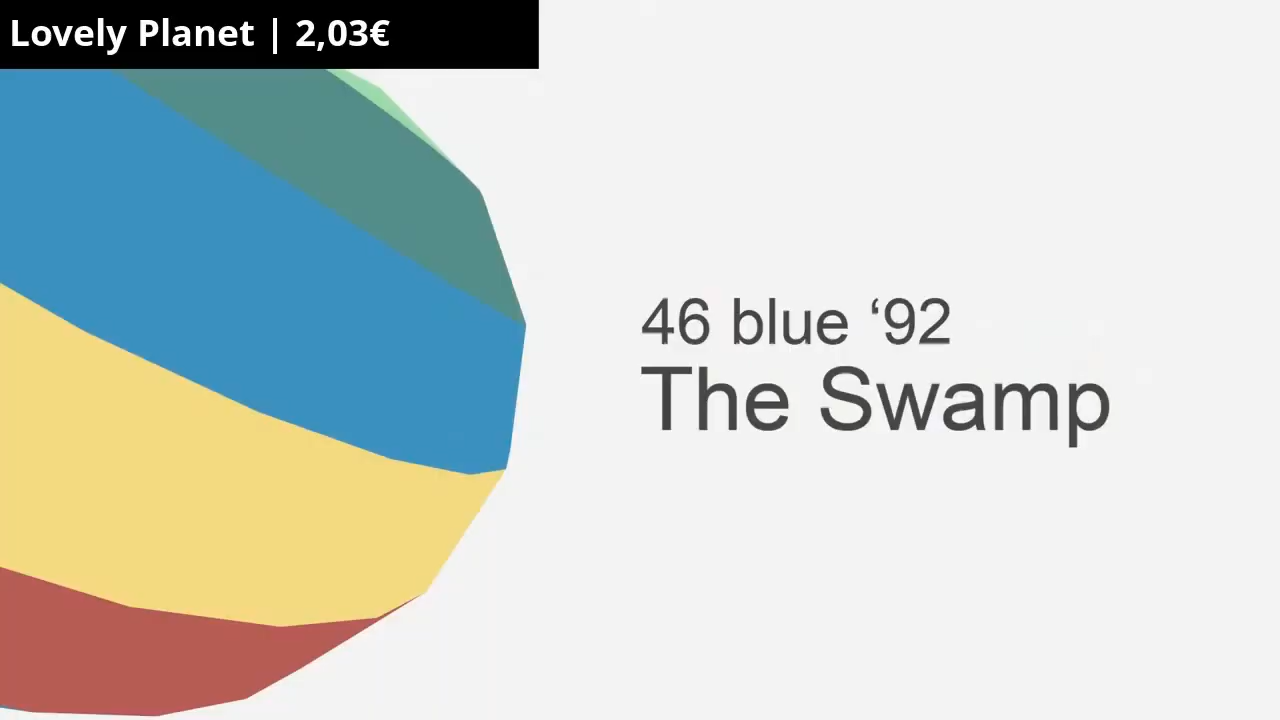 Lovely Planet | 2,03€
46 blue ‘92
The Swamp